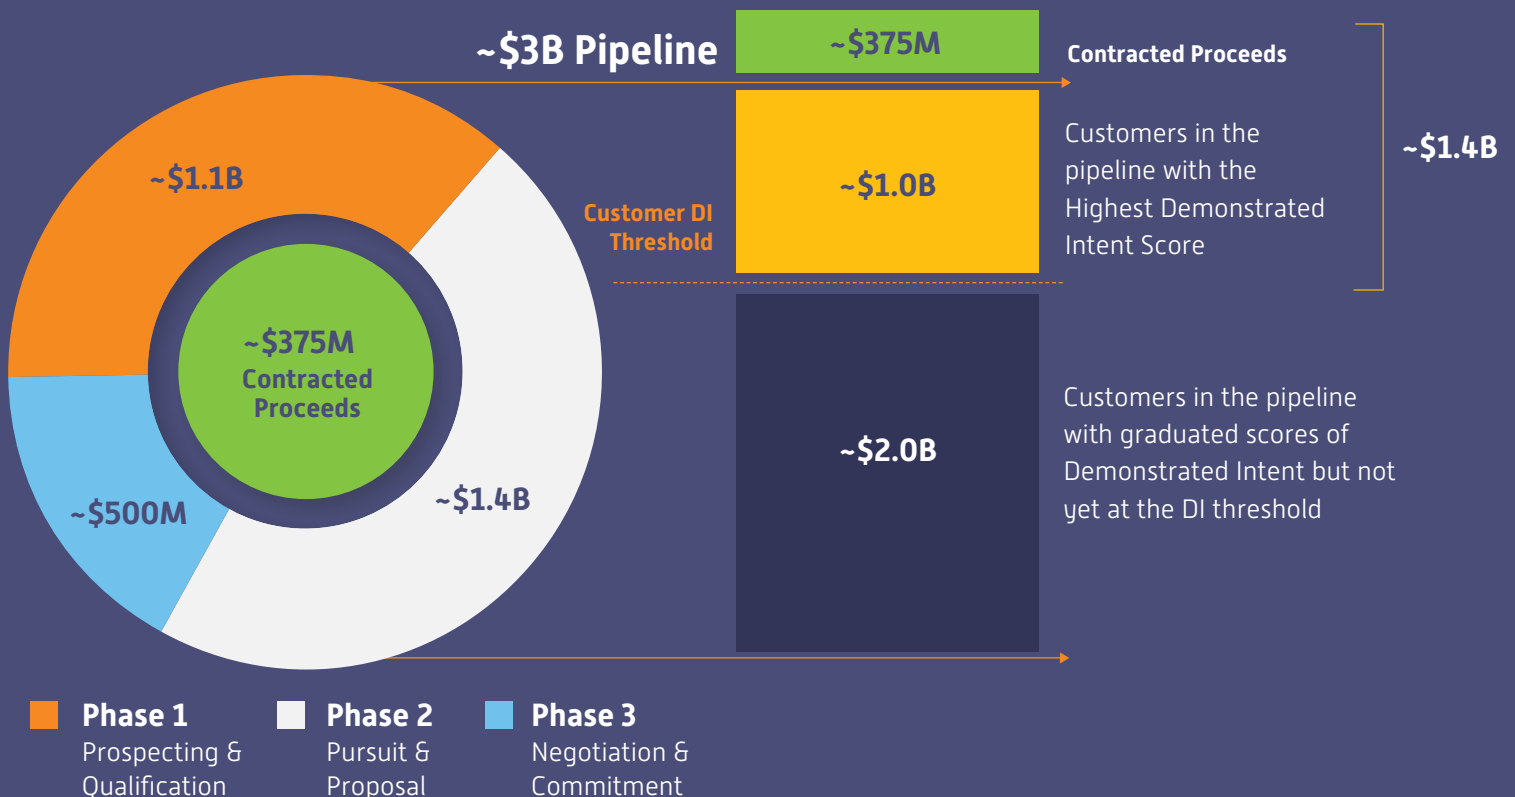 ~$3B Pipeline
~$375M
Contracted Proceeds
~$1.1B
~$375M
Contracted
Proceeds
~$500M
~$1.4B
Customer DI
Threshold
~$1.0B
Customers in the
pipeline with the
Highest Demonstrated
Intent Score
~$1.4B
~$2.0B
Customers in the pipeline
with graduated scores of
Demonstrated Intent but not
yet at the DI threshold
Phase 1
Prospecting &
Qualification
Phase 2
Pursuit &
Proposal
Phase 3
Negotiation &
Commitment